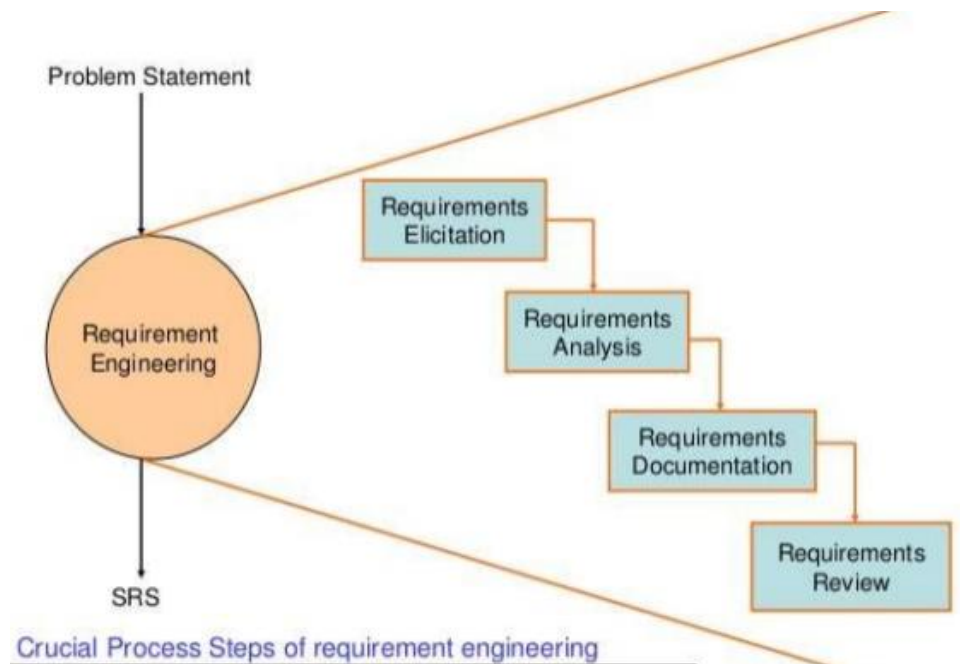 Problem Statement
Requirement
Engineering
SRS
Requirements
Elicitation
Requirements
Analysis
Requirements
Documentation
Requirements
Review
Crucial Process Steps of requirement engineering